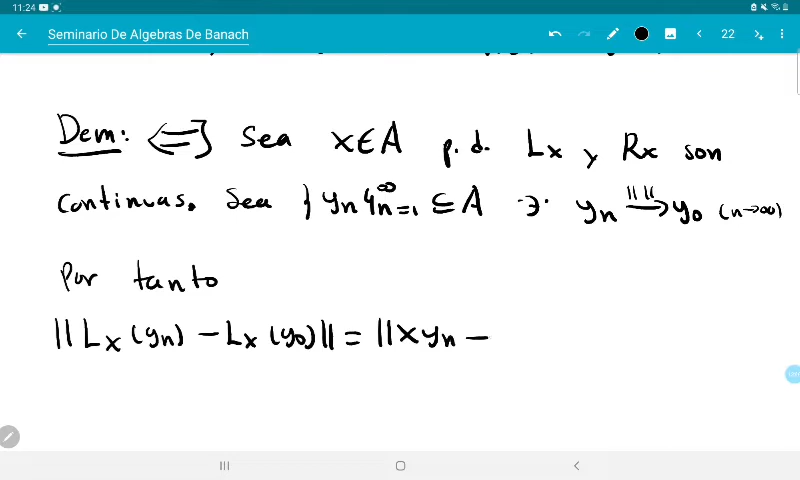 11:24
Seminario De Algebras De Banach
22
Dem: <=] Sea x∈A p.d. Lx y Rx son
continuas. Sea {yn}∞n=1 ⊆ A ·∋· yn ‖ ‖→ y0 (n→∞)
Por tanto
‖Lx(yn) - Lx(y0)‖ = ‖xyn -